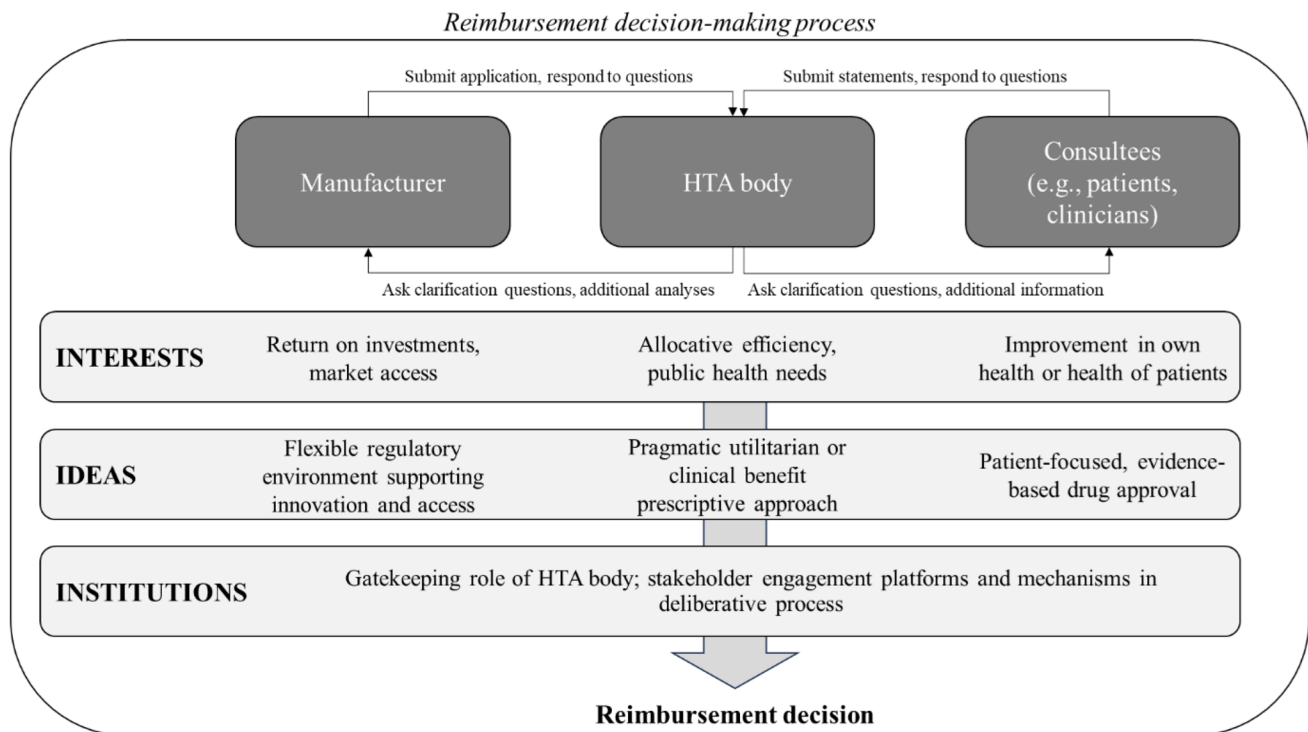 Reimbursement decision-making process
Submit application, respond to questions
Submit statements, respond to questions
Manufacturer
HTA body
Consultees
(e.g., patients,
clinicians)
Ask clarification questions, additional analyses
Ask clarification questions, additional information
INTERESTS
Return on investments,
market access
Allocative efficiency,
public health needs
Improvement in own
health or health of patients
IDEAS
Flexible regulatory
environment supporting
innovation and access
Pragmatic utilitarian or
clinical benefit
prescriptive approach
Patient-focused, evidence-
based drug approval
INSTITUTIONS
Gatekeeping role of HTA body; stakeholder engagement platforms and mechanisms in
deliberative process
Reimbursement decision